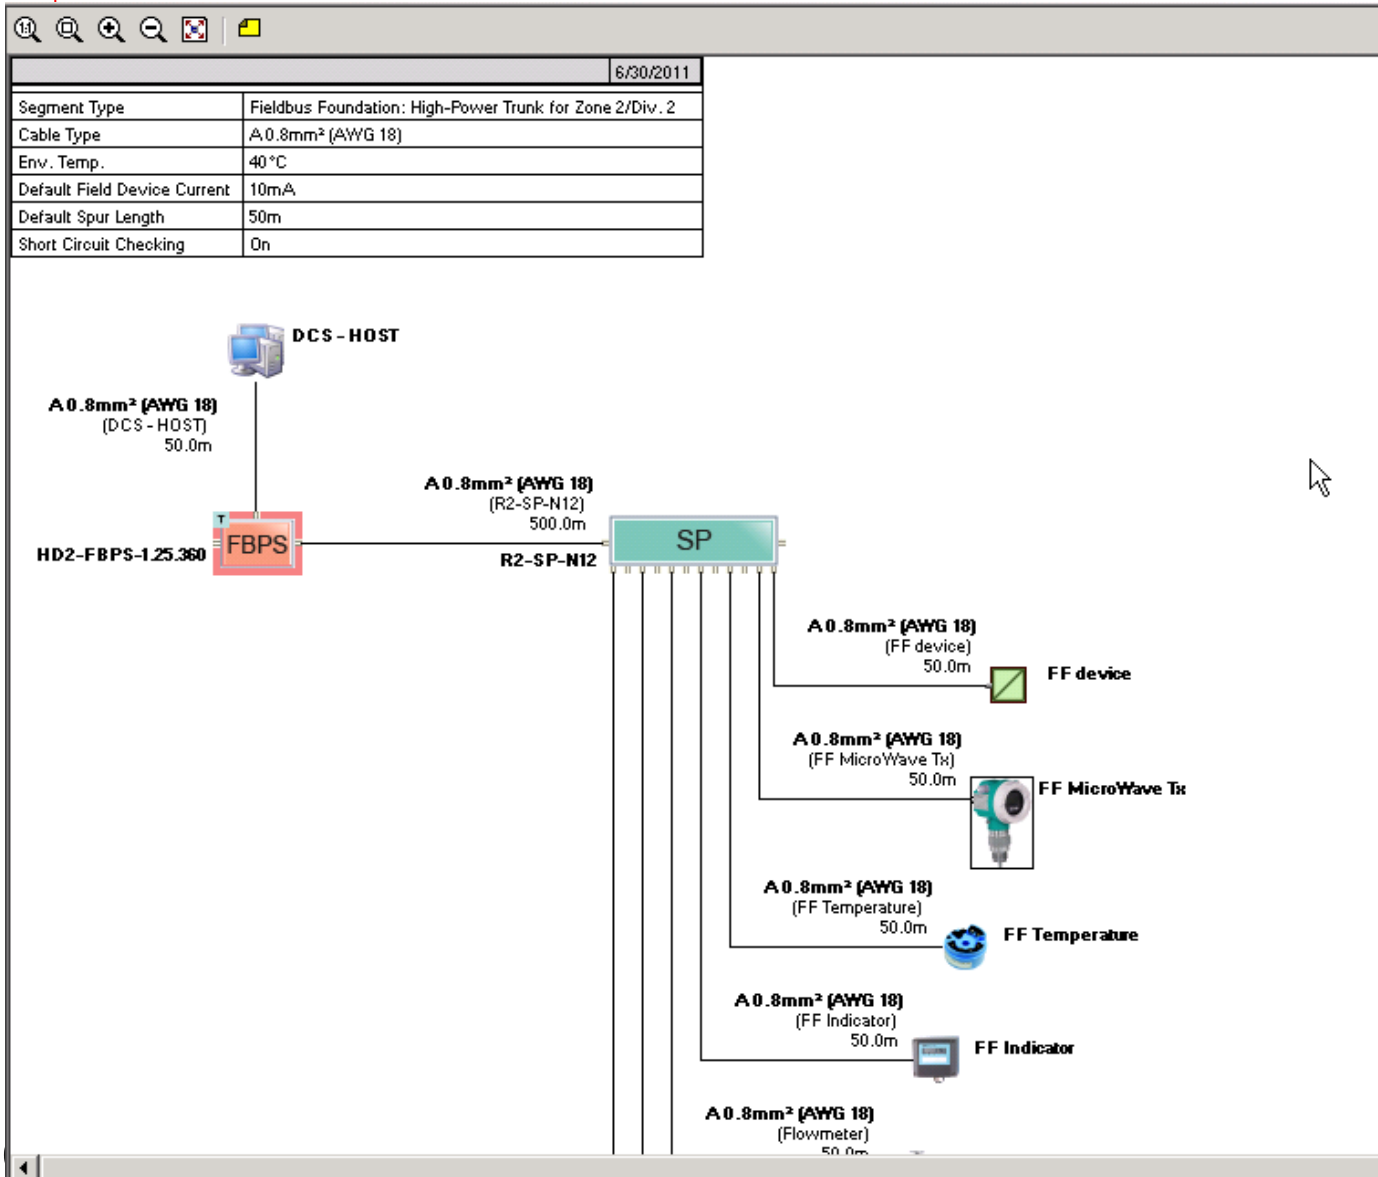 1:1
6/30/2011
Segment Type Fieldbus Foundation: High-Power Trunk for Zone 2/Div. 2
Cable Type A 0.8mm² (AWG 18)
Env. Temp. 40°C
Default Field Device Current 10mA
Default Spur Length 50m
Short Circuit Checking On
DCS - HOST
A 0.8mm² (AWG 18)
(DCS - HOST)
50.0m
A 0.8mm² (AWG 18)
(R2-SP-N12)
500.0m
T
FBPS
HD2-FBPS-1.25.360
SP
R2-SP-N12
A 0.8mm² (AWG 18)
(FF device)
50.0m
FF device
A 0.8mm² (AWG 18)
(FF MicroWave Tx)
50.0m
FF MicroWave Tx
A 0.8mm² (AWG 18)
(FF Temperature)
50.0m
FF Temperature
A 0.8mm² (AWG 18)
(FF Indicator)
50.0m
FF Indicator
A 0.8mm² (AWG 18)
(Flowmeter)
50.0m